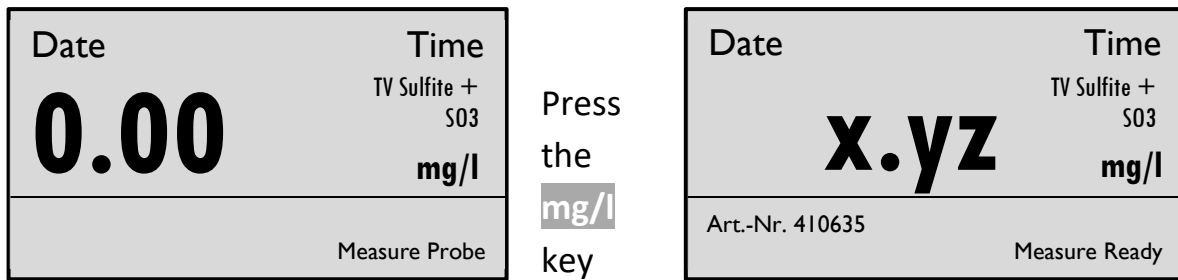 Date Time
TV Sulfite +
SO3
0.00
mg/l
Measure Probe
Press
the
mg/l
key
Date Time
TV Sulfite +
SO3
x.yz
mg/l
Art.-Nr. 410635
Measure Ready